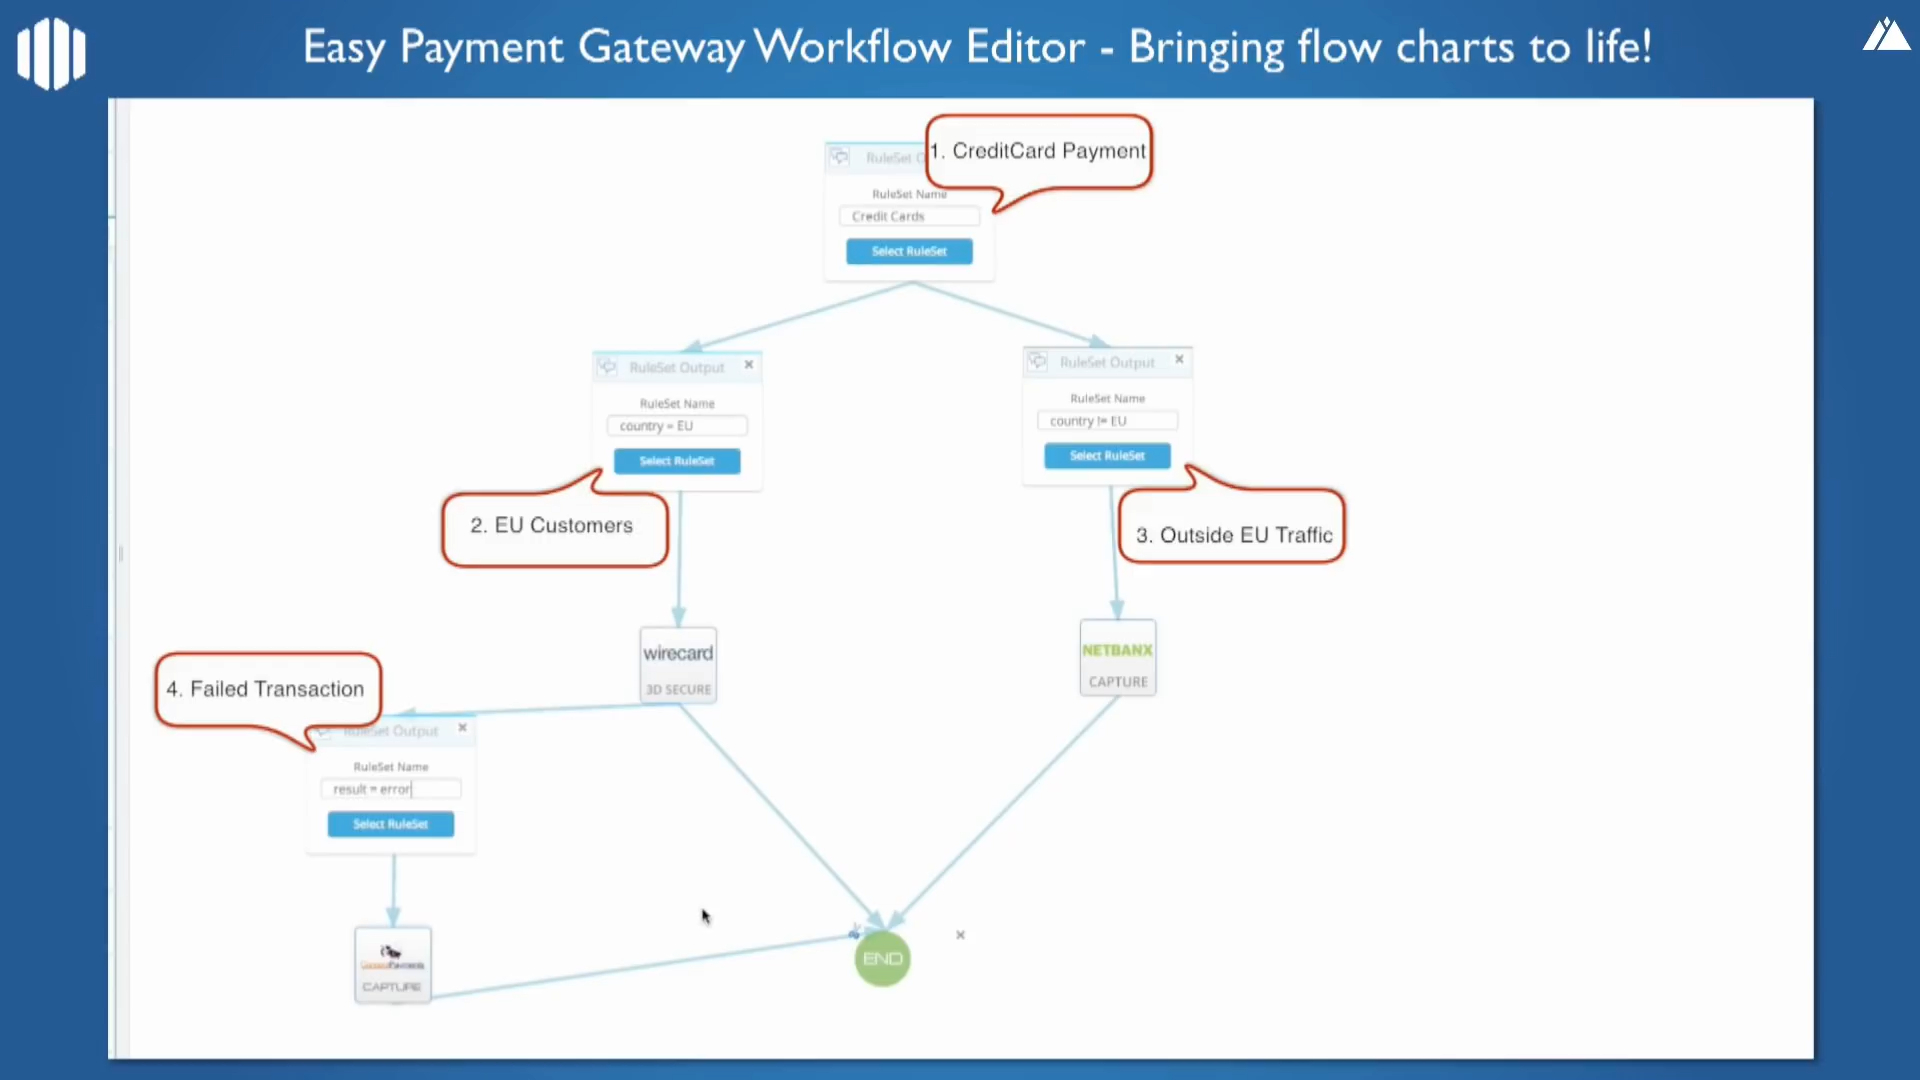 Easy Payment Gateway Workflow Editor - Bringing flow charts to life!
1. CreditCard Payment
RuleSet
RuleSet Name
Credit Cards
Select RuleSet
RuleSet Output
RuleSet Name
country = EU
Select RuleSet
RuleSet Output
RuleSet Name
country != EU
Select RuleSet
2. EU Customers
3. Outside EU Traffic
wirecard
3D SECURE
NETBANX
CAPTURE
4. Failed Transaction
RuleSet Output
RuleSet Name
result = error
Select RuleSet
CAPTURE
END